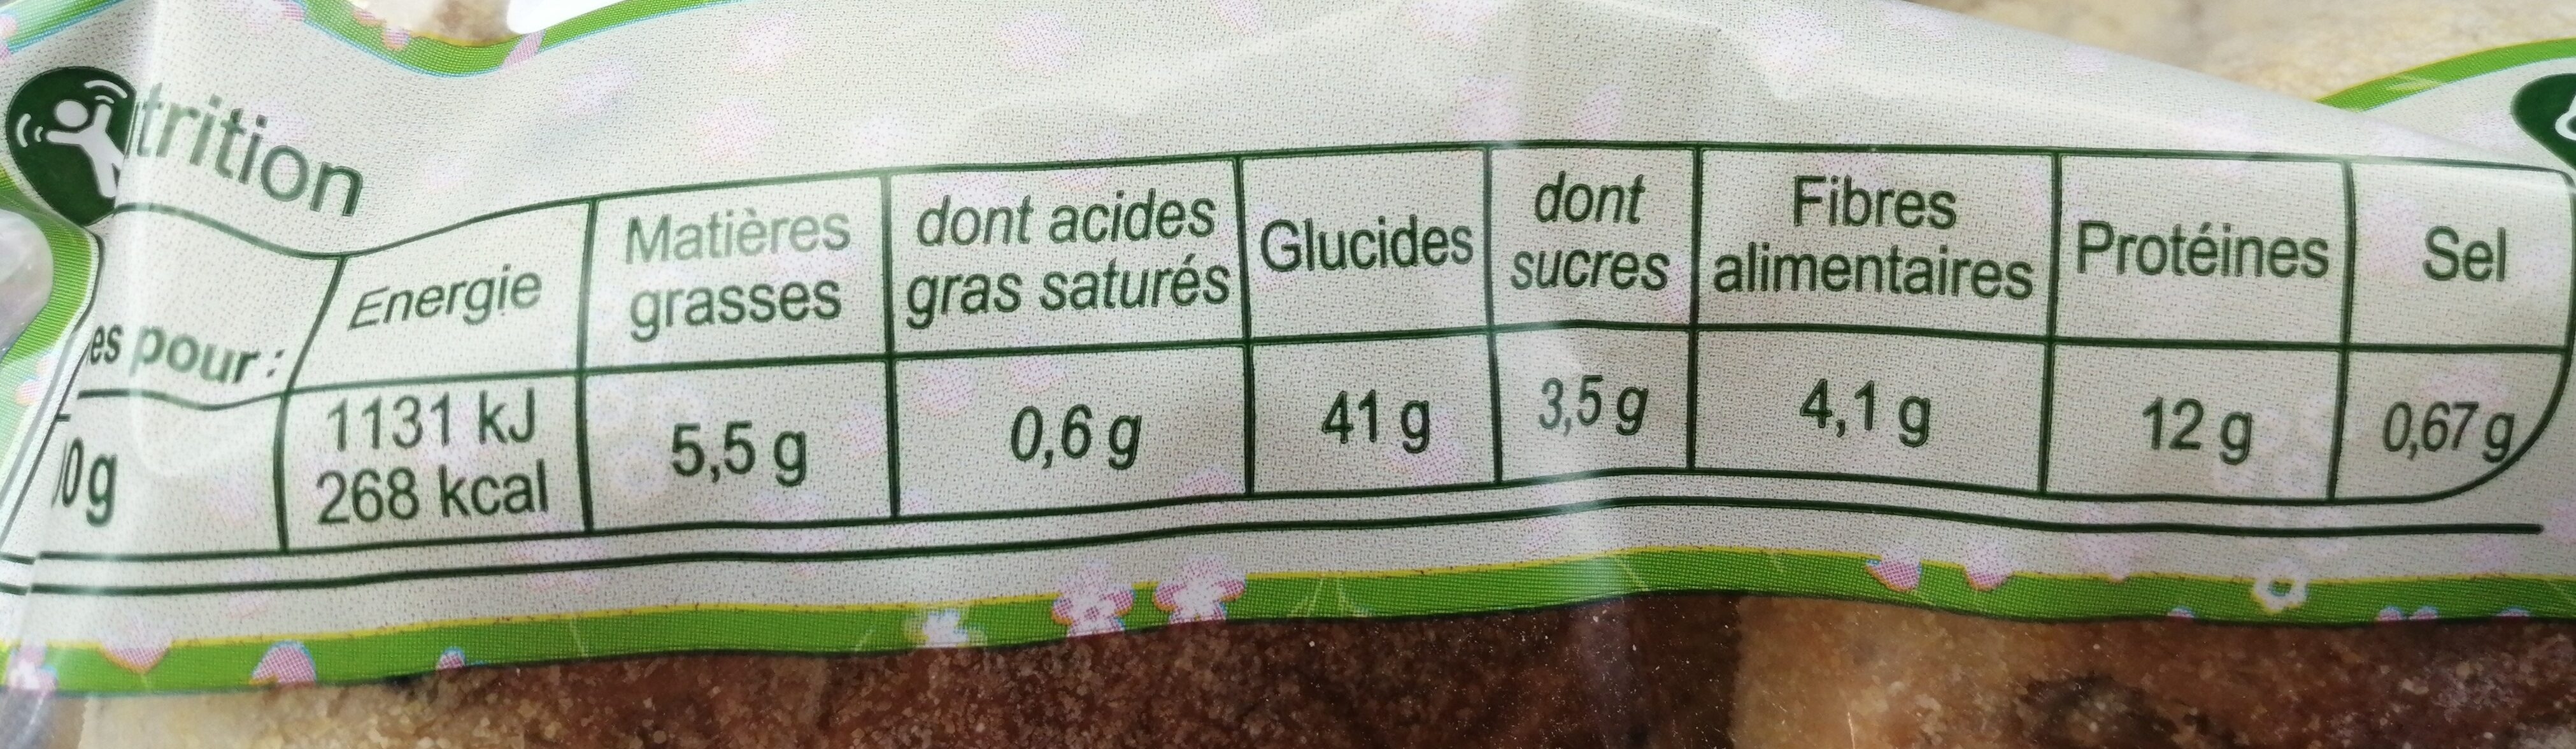 trition
es pour :
Energie
Matières
grasses
dont acides
gras saturés
Glucides
dont
sucres
Fibres
alimentaires
Protéines
Sel
0g
1131 kJ
268 kcal
5,5 g
0,6 g
41 g
3,5 g
4,1 g
12 g
0,67 g